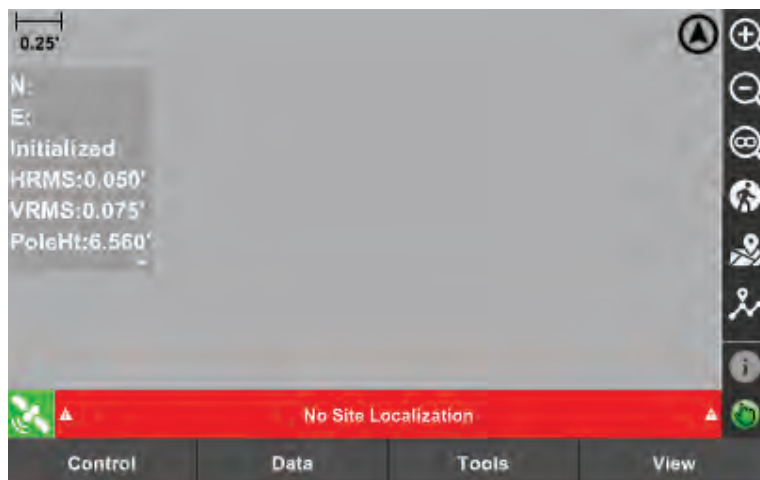 0.25'
N:
E:
Initialized
HRMS:0.050'
VRMS:0.075'
PoleHt:6.560'
No Site Localization
Control Data Tools View